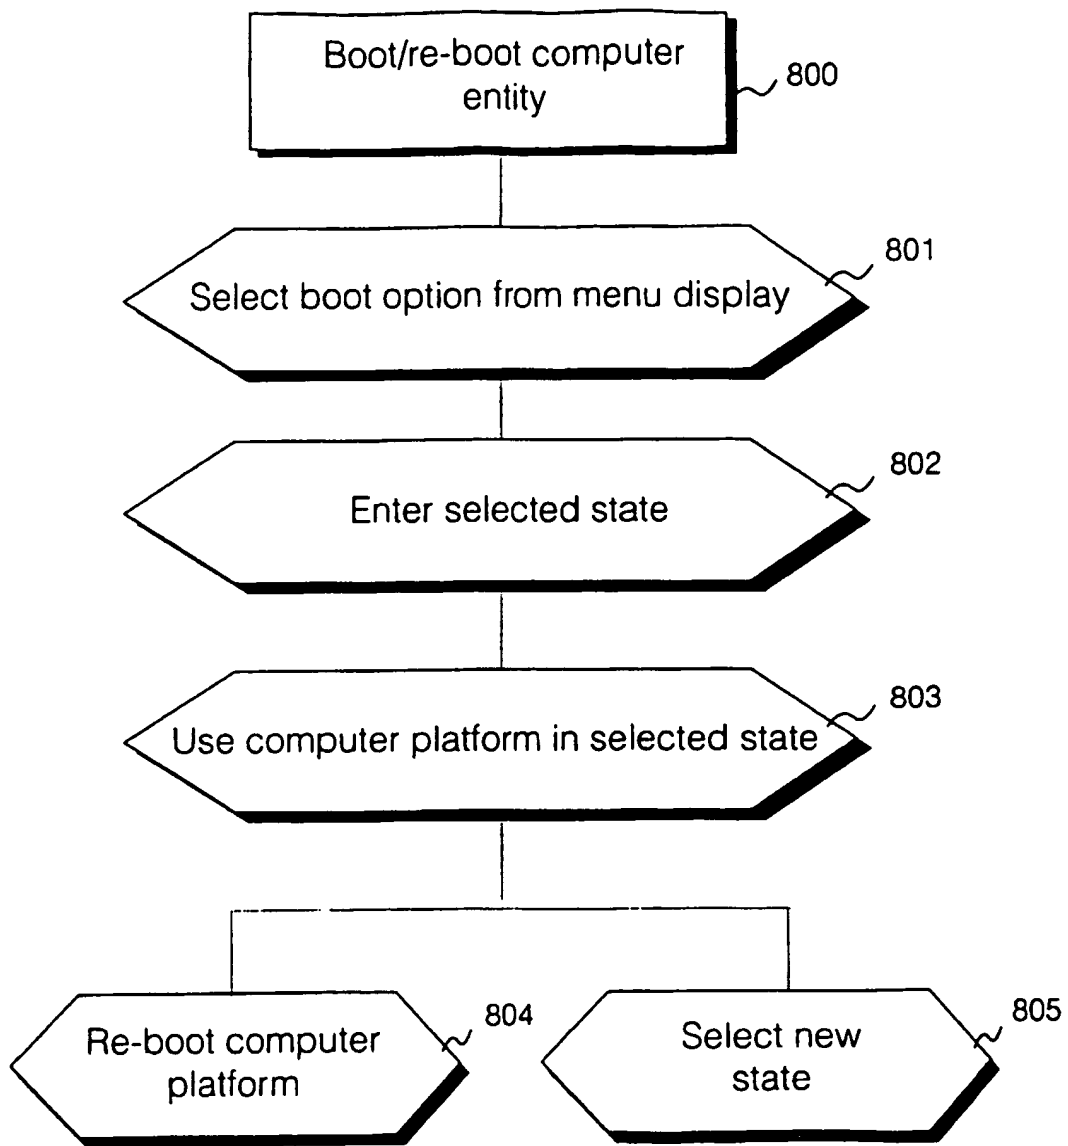 Boot/re-boot computer
entity
800
Select boot option from menu display
801
Enter selected state
802
Use computer platform in selected state
803
Re-boot computer
platform
804
Select new
state
805